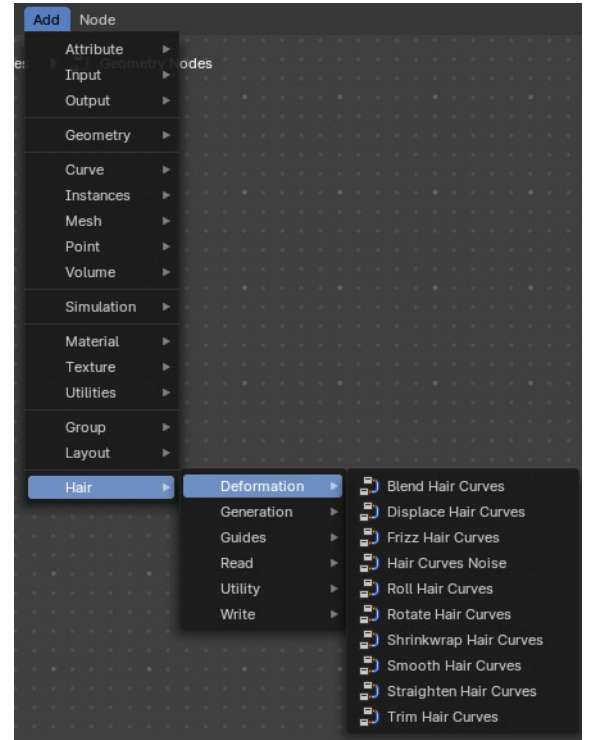 Add Node
Attribute
es Geometry Nodes
Input
Output
Geometry
Curve
Instances
Mesh
Point
Volume
Simulation
Material
Texture
Utilities
Group
Layout
Hair
Deformation
Generation
Guides
Read
Utility
Write
Blend Hair Curves
Displace Hair Curves
Frizz Hair Curves
Hair Curves Noise
Roll Hair Curves
Rotate Hair Curves
Shrinkwrap Hair Curves
Smooth Hair Curves
Straighten Hair Curves
Trim Hair Curves